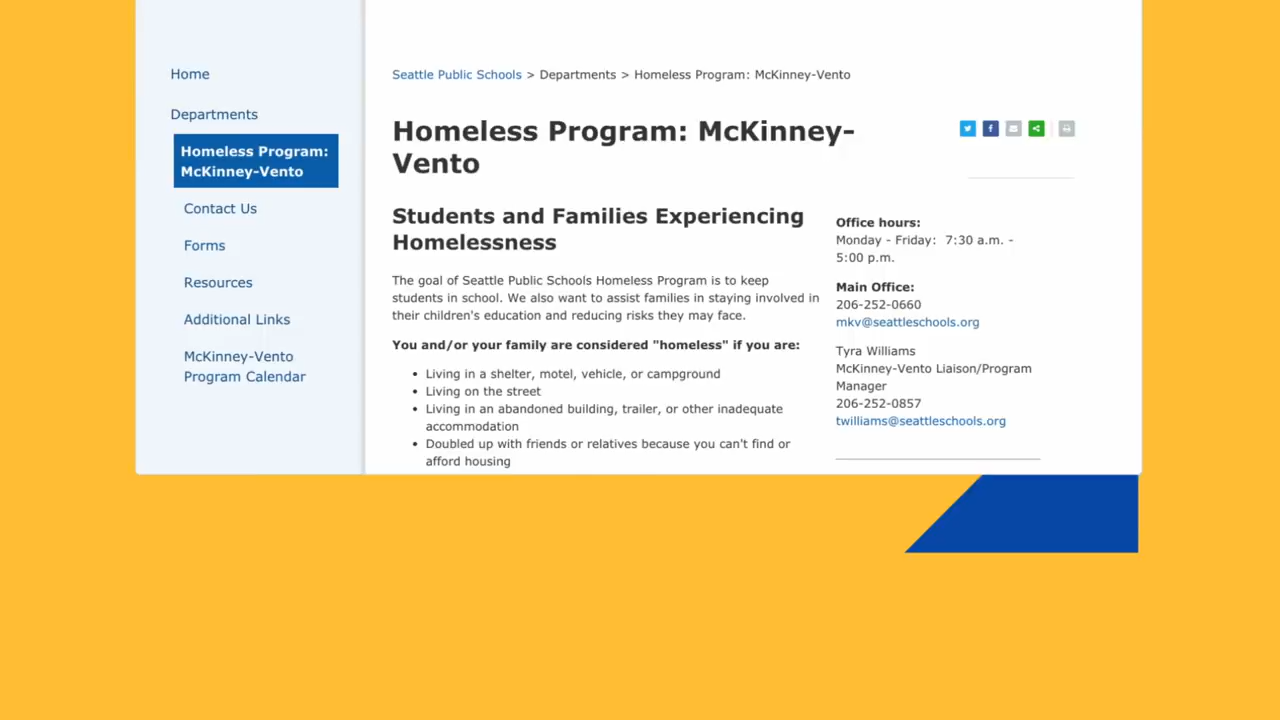 Home
Departments
Homeless Program:
McKinney-Vento
Contact Us
Forms
Resources
Additional Links
McKinney-Vento
Program Calendar
Seattle Public Schools > Departments > Homeless Program: McKinney-Vento
Homeless Program: McKinney-
Vento
Students and Families Experiencing
Homelessness
The goal of Seattle Public Schools Homeless Program is to keep
students in school. We also want to assist families in staying involved in
their children's education and reducing risks they may face.
You and/or your family are considered "homeless" if you are:
• Living in a shelter, motel, vehicle, or campground
• Living on the street
• Living in an abandoned building, trailer, or other inadequate
accommodation
• Doubled up with friends or relatives because you can't find or
afford housing
Office hours:
Monday - Friday:  7:30 a.m. -
5:00 p.m.
Main Office:
206-252-0660
mkv@seattleschools.org
Tyra Williams
McKinney-Vento Liaison/Program
Manager
206-252-0857
twilliams@seattleschools.org